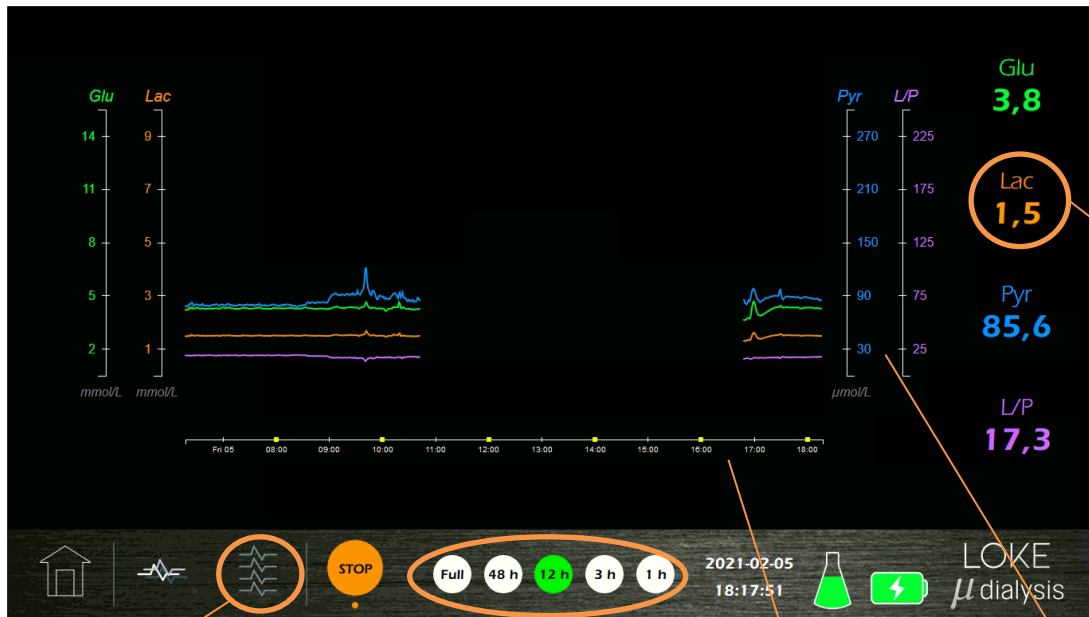 Glu
3,8
Lac
1,5
Pyr
85,6
L/P
17,3
Glu Lac Pyr L/P
14 9 270 225
11 7 210 175
8 5 150 125
5 3 90 75
2 1 30 25
mmol/L mmol/L µmol/L
Fri 05 08:00 09:00 10:00 11:00 12:00 13:00 14:00 15:00 16:00 17:00 18:00
STOP
Full 48 h 12 h 3 h 1 h
2021-02-05
18:17:51
LOKE
µ dialysis